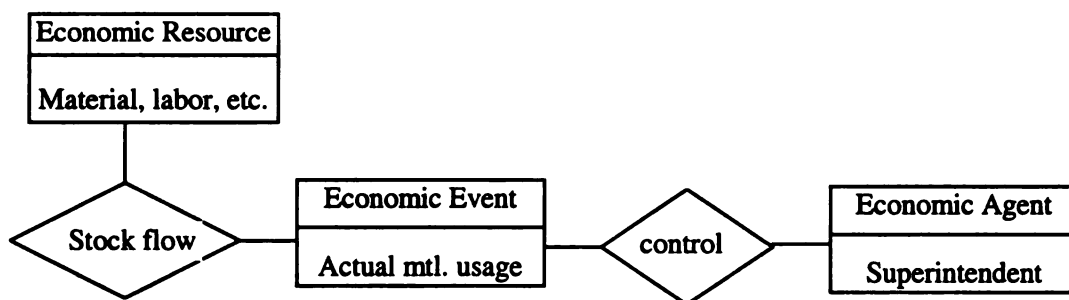 Economic Resource
Material, labor, etc.
Stock flow
Economic Event
Actual mtl. usage
control
Economic Agent
Superintendent